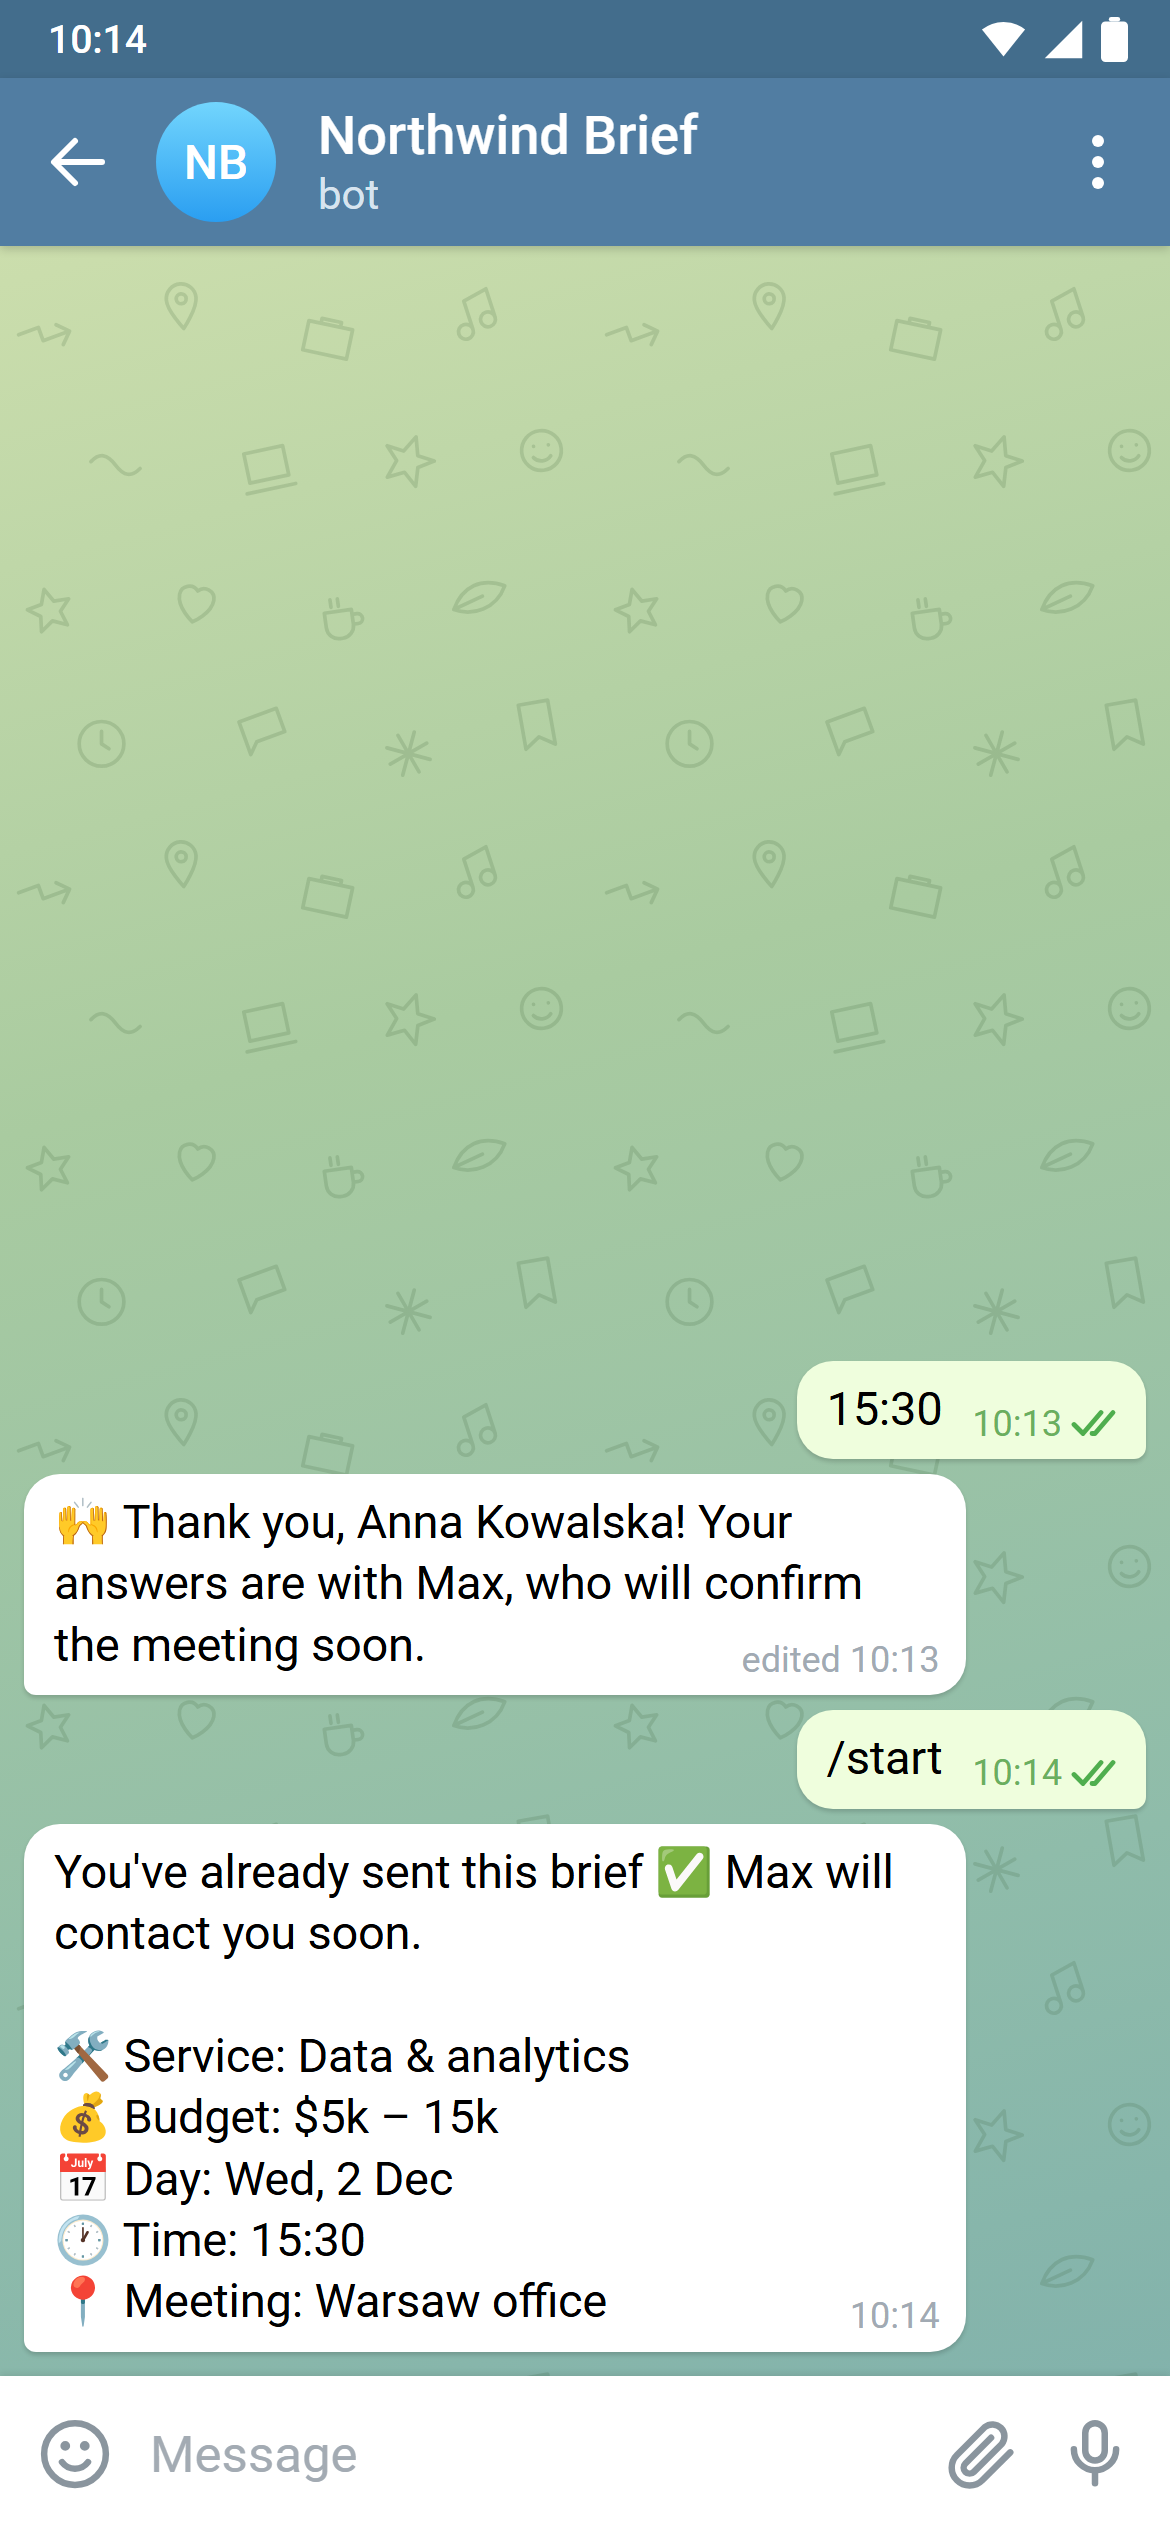 10:14
NB
Northwind Brief
bot
15:30
10:13
🙌 Thank you, Anna Kowalska! Your
answers are with Max, who will confirm
the meeting soon.
edited 10:13
/start
10:14
You've already sent this brief ✅ Max will
contact you soon.
🛠️ Service: Data & analytics
💰 Budget: $5k – 15k
📅 Day: Wed, 2 Dec
🕐 Time: 15:30
📍 Meeting: Warsaw office
10:14
Message